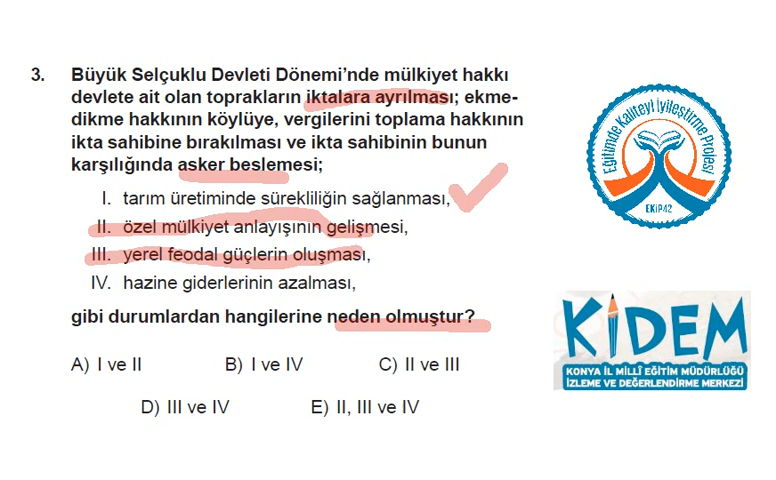 3. Büyük Selçuklu Devleti Dönemi’nde mülkiyet hakkı
devlete ait olan toprakların iktalara ayrılması; ekme-
dikme hakkının köylüye, vergilerini toplama hakkının
ikta sahibine bırakılması ve ikta sahibinin bunun
karşılığında asker beslemesi;
I. tarım üretiminde sürekliliğin sağlanması,
II. özel mülkiyet anlayışının gelişmesi,
III. yerel feodal güçlerin oluşması,
IV. hazine giderlerinin azalması,
gibi durumlardan hangilerine neden olmuştur?
A) I ve II B) I ve IV C) II ve III
D) III ve IV E) II, III ve IV
Eğitimde Kaliteyi İyileştirme Projesi
EKİP42
KİDEM
KONYA İL MİLLÎ EĞİTİM MÜDÜRLÜĞÜ
İZLEME VE DEĞERLENDİRME MERKEZİ